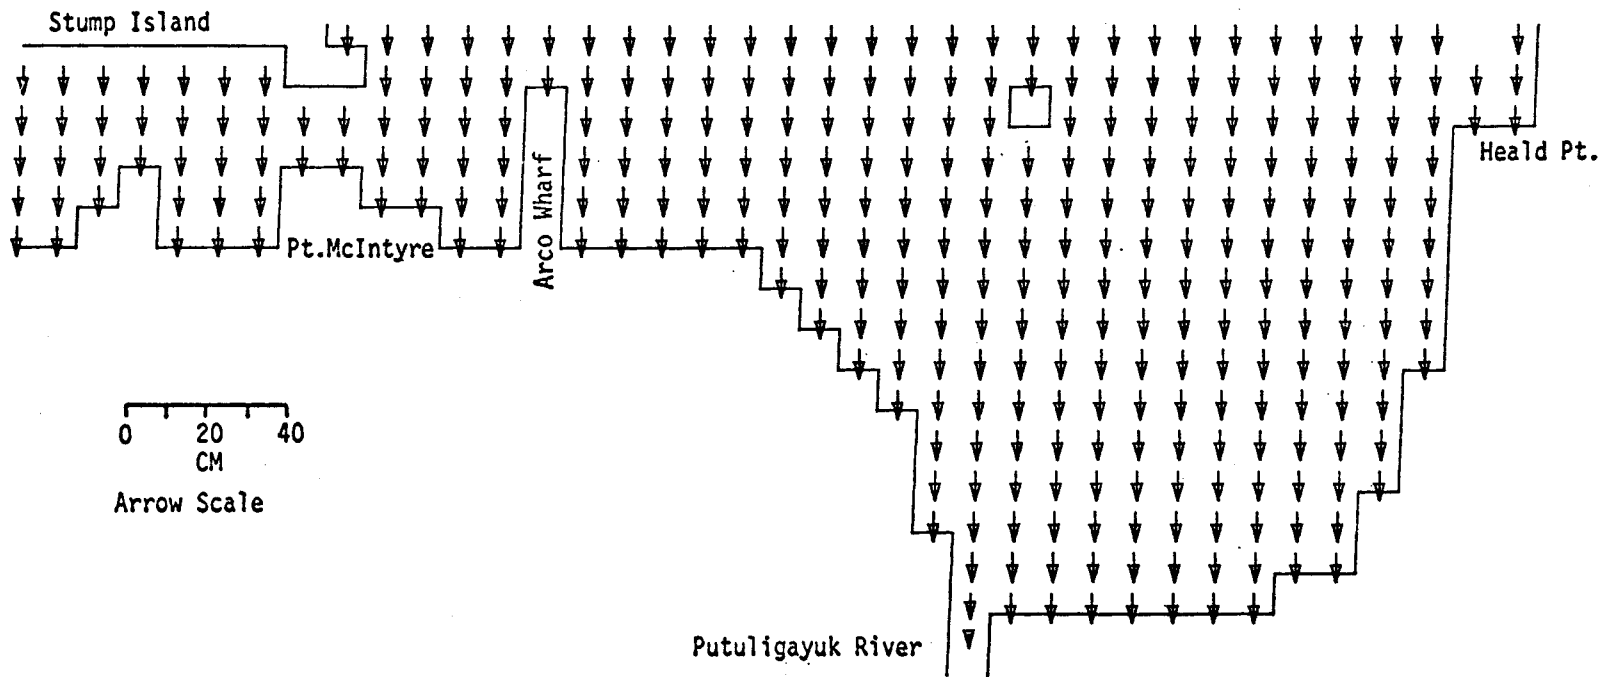 Stump Island
Heald Pt.
Arco Wharf
Pt.McIntyre
0 20 40
CM
Arrow Scale
Putuligayuk River